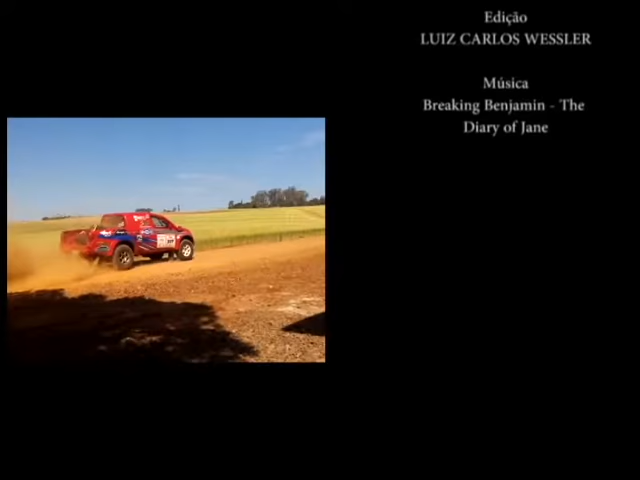 Edição
LUIZ CARLOS WESSLER
Música
Breaking Benjamin - The
Diary of Jane